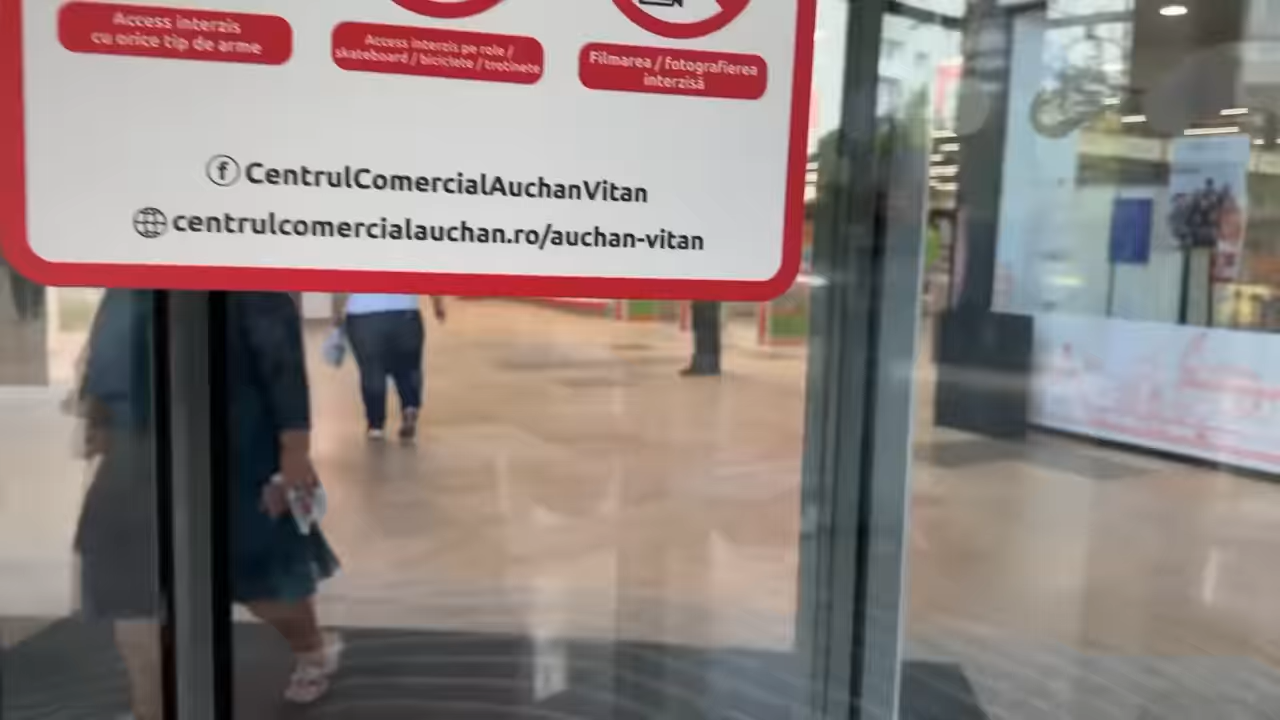 Access interzis
cu orice tip de arme
Access interzis pe role /
skateboard / biciclete / trotinete
Filmarea / fotografierea
interzisă
CentrulComercialAuchanVitan
centrulcomercialauchan.ro/auchan-vitan